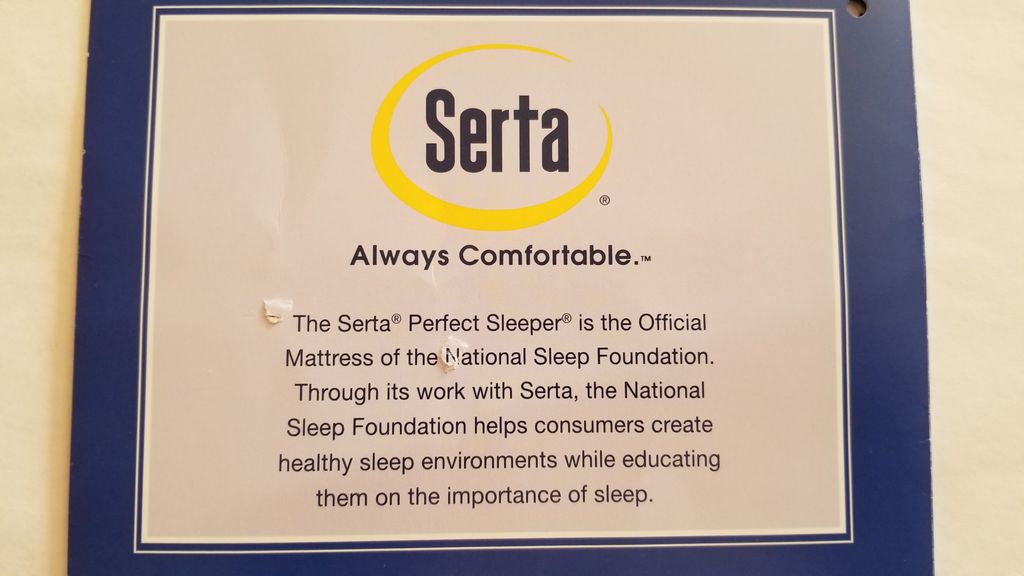 Serta®
Always Comfortable.™
The Serta® Perfect Sleeper® is the Official
Mattress of the National Sleep Foundation.
Through its work with Serta, the National
Sleep Foundation helps consumers create
healthy sleep environments while educating
them on the importance of sleep.